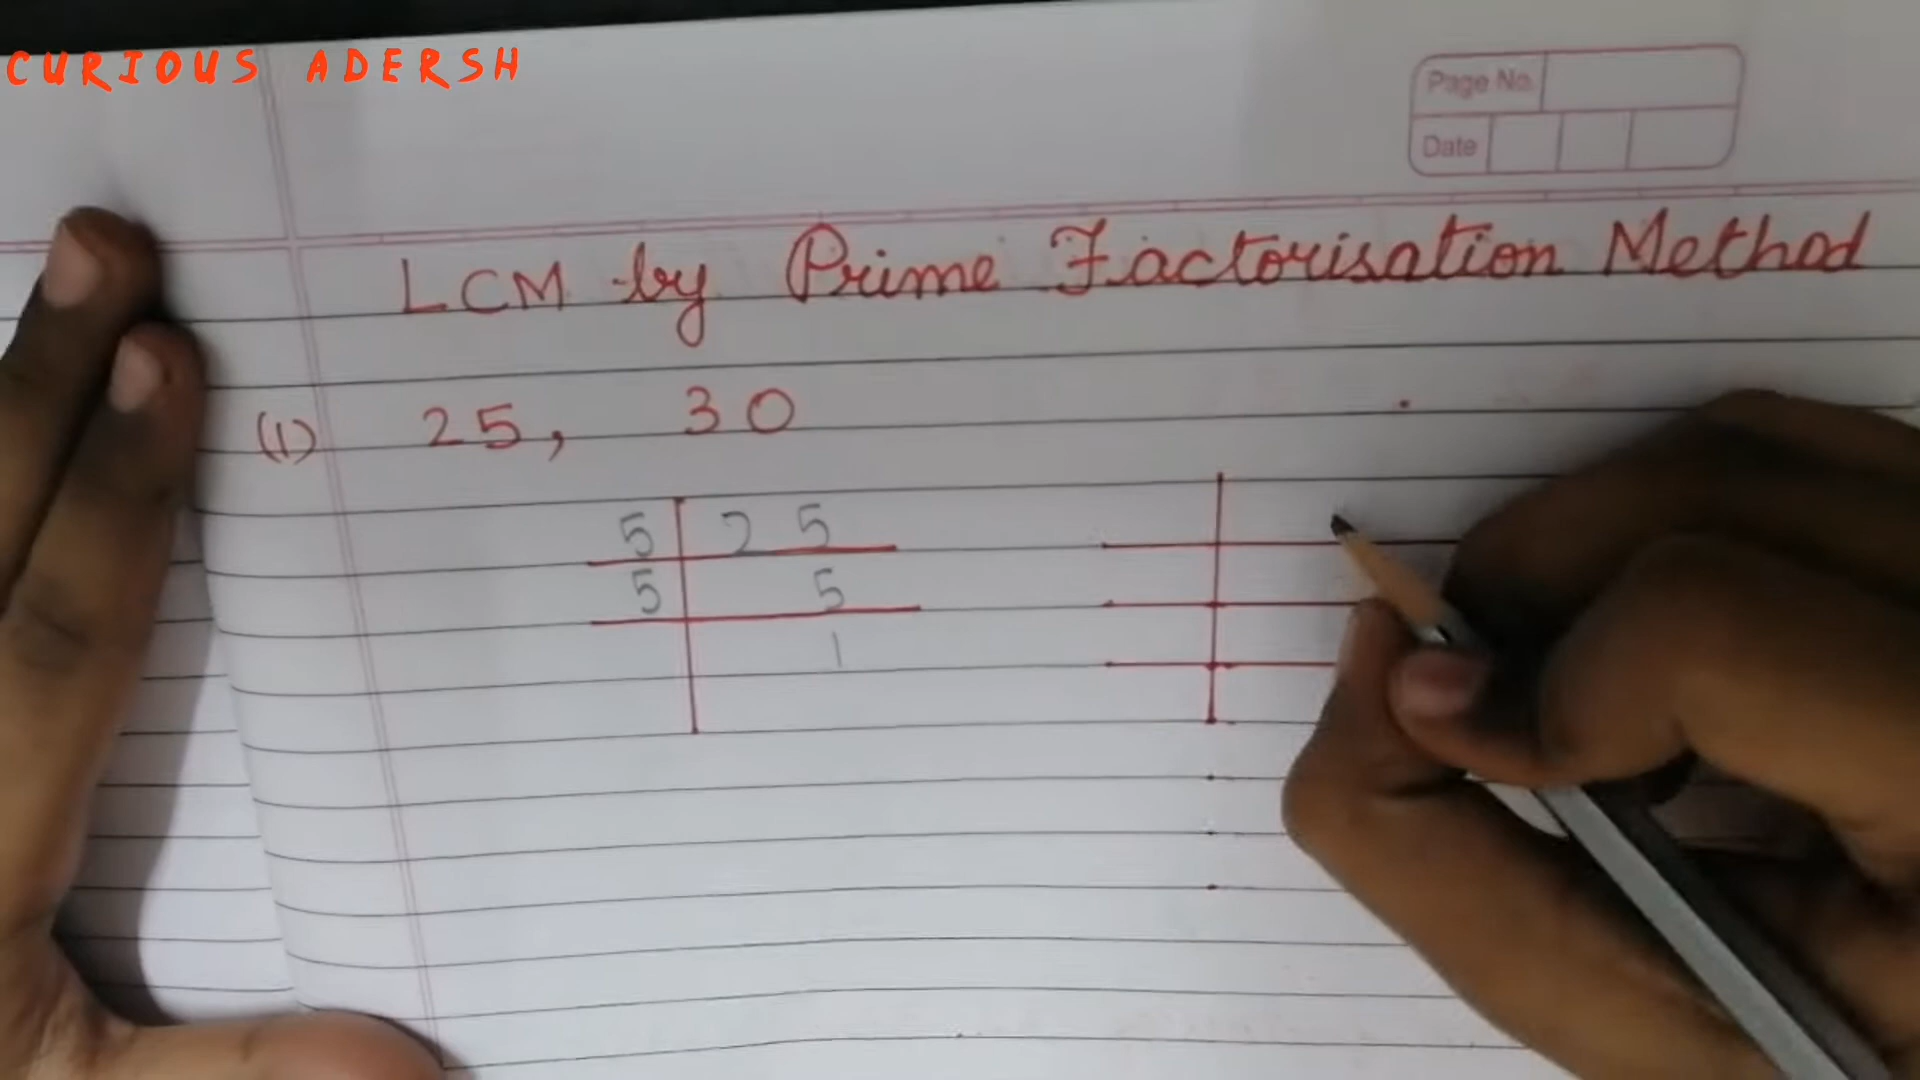 CURIOUS ADERSH
Page No.
Date
LCM by Prime Factorisation Method
(1) 25, 30
5 25
5 5
1